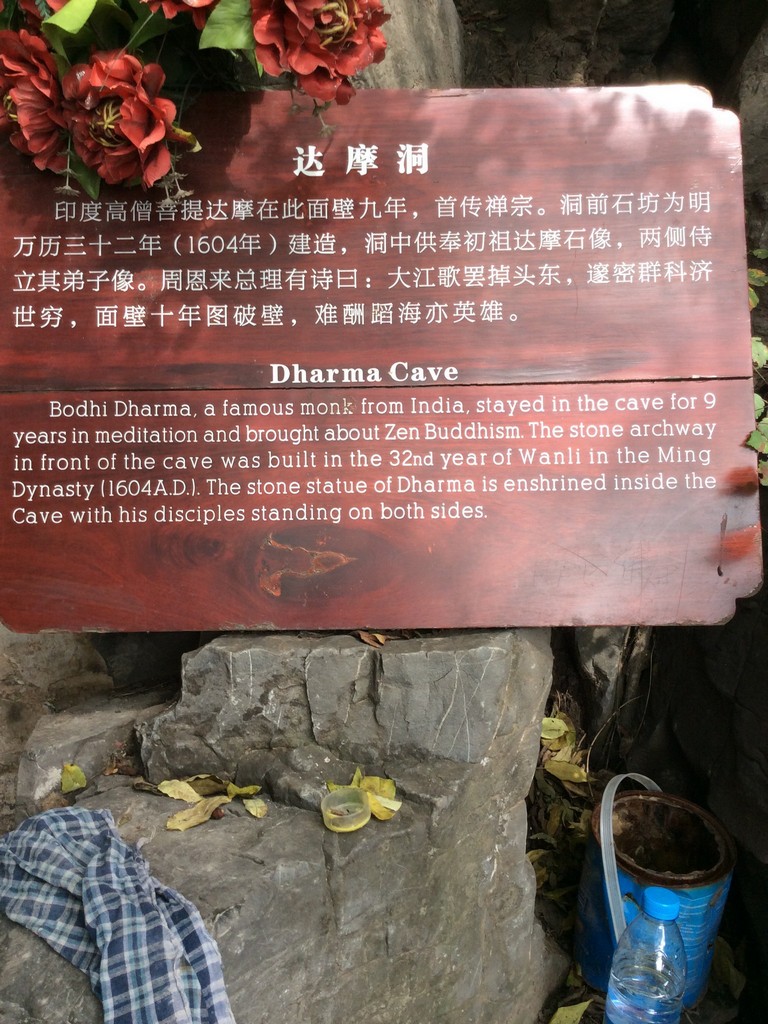 达摩洞
印度高僧菩提达摩在此面壁九年，首传禅宗。洞前石坊为明
万历三十二年（1604年）建造，洞中供奉初祖达摩石像，两侧侍
立其弟子像。周恩来总理有诗曰：大江歌罢掉头东，邃密群科济
世穷，面壁十年图破壁，难酬蹈海亦英雄。
Dharma Cave
Bodhi Dharma, a famous monk from India, stayed in the cave for 9
years in meditation and brought about Zen Buddhism. The stone archway
in front of the cave was built in the 32nd year of Wanli in the Ming
Dynasty (1604A.D.). The stone statue of Dharma is enshrined inside the
Cave with his disciples standing on both sides.